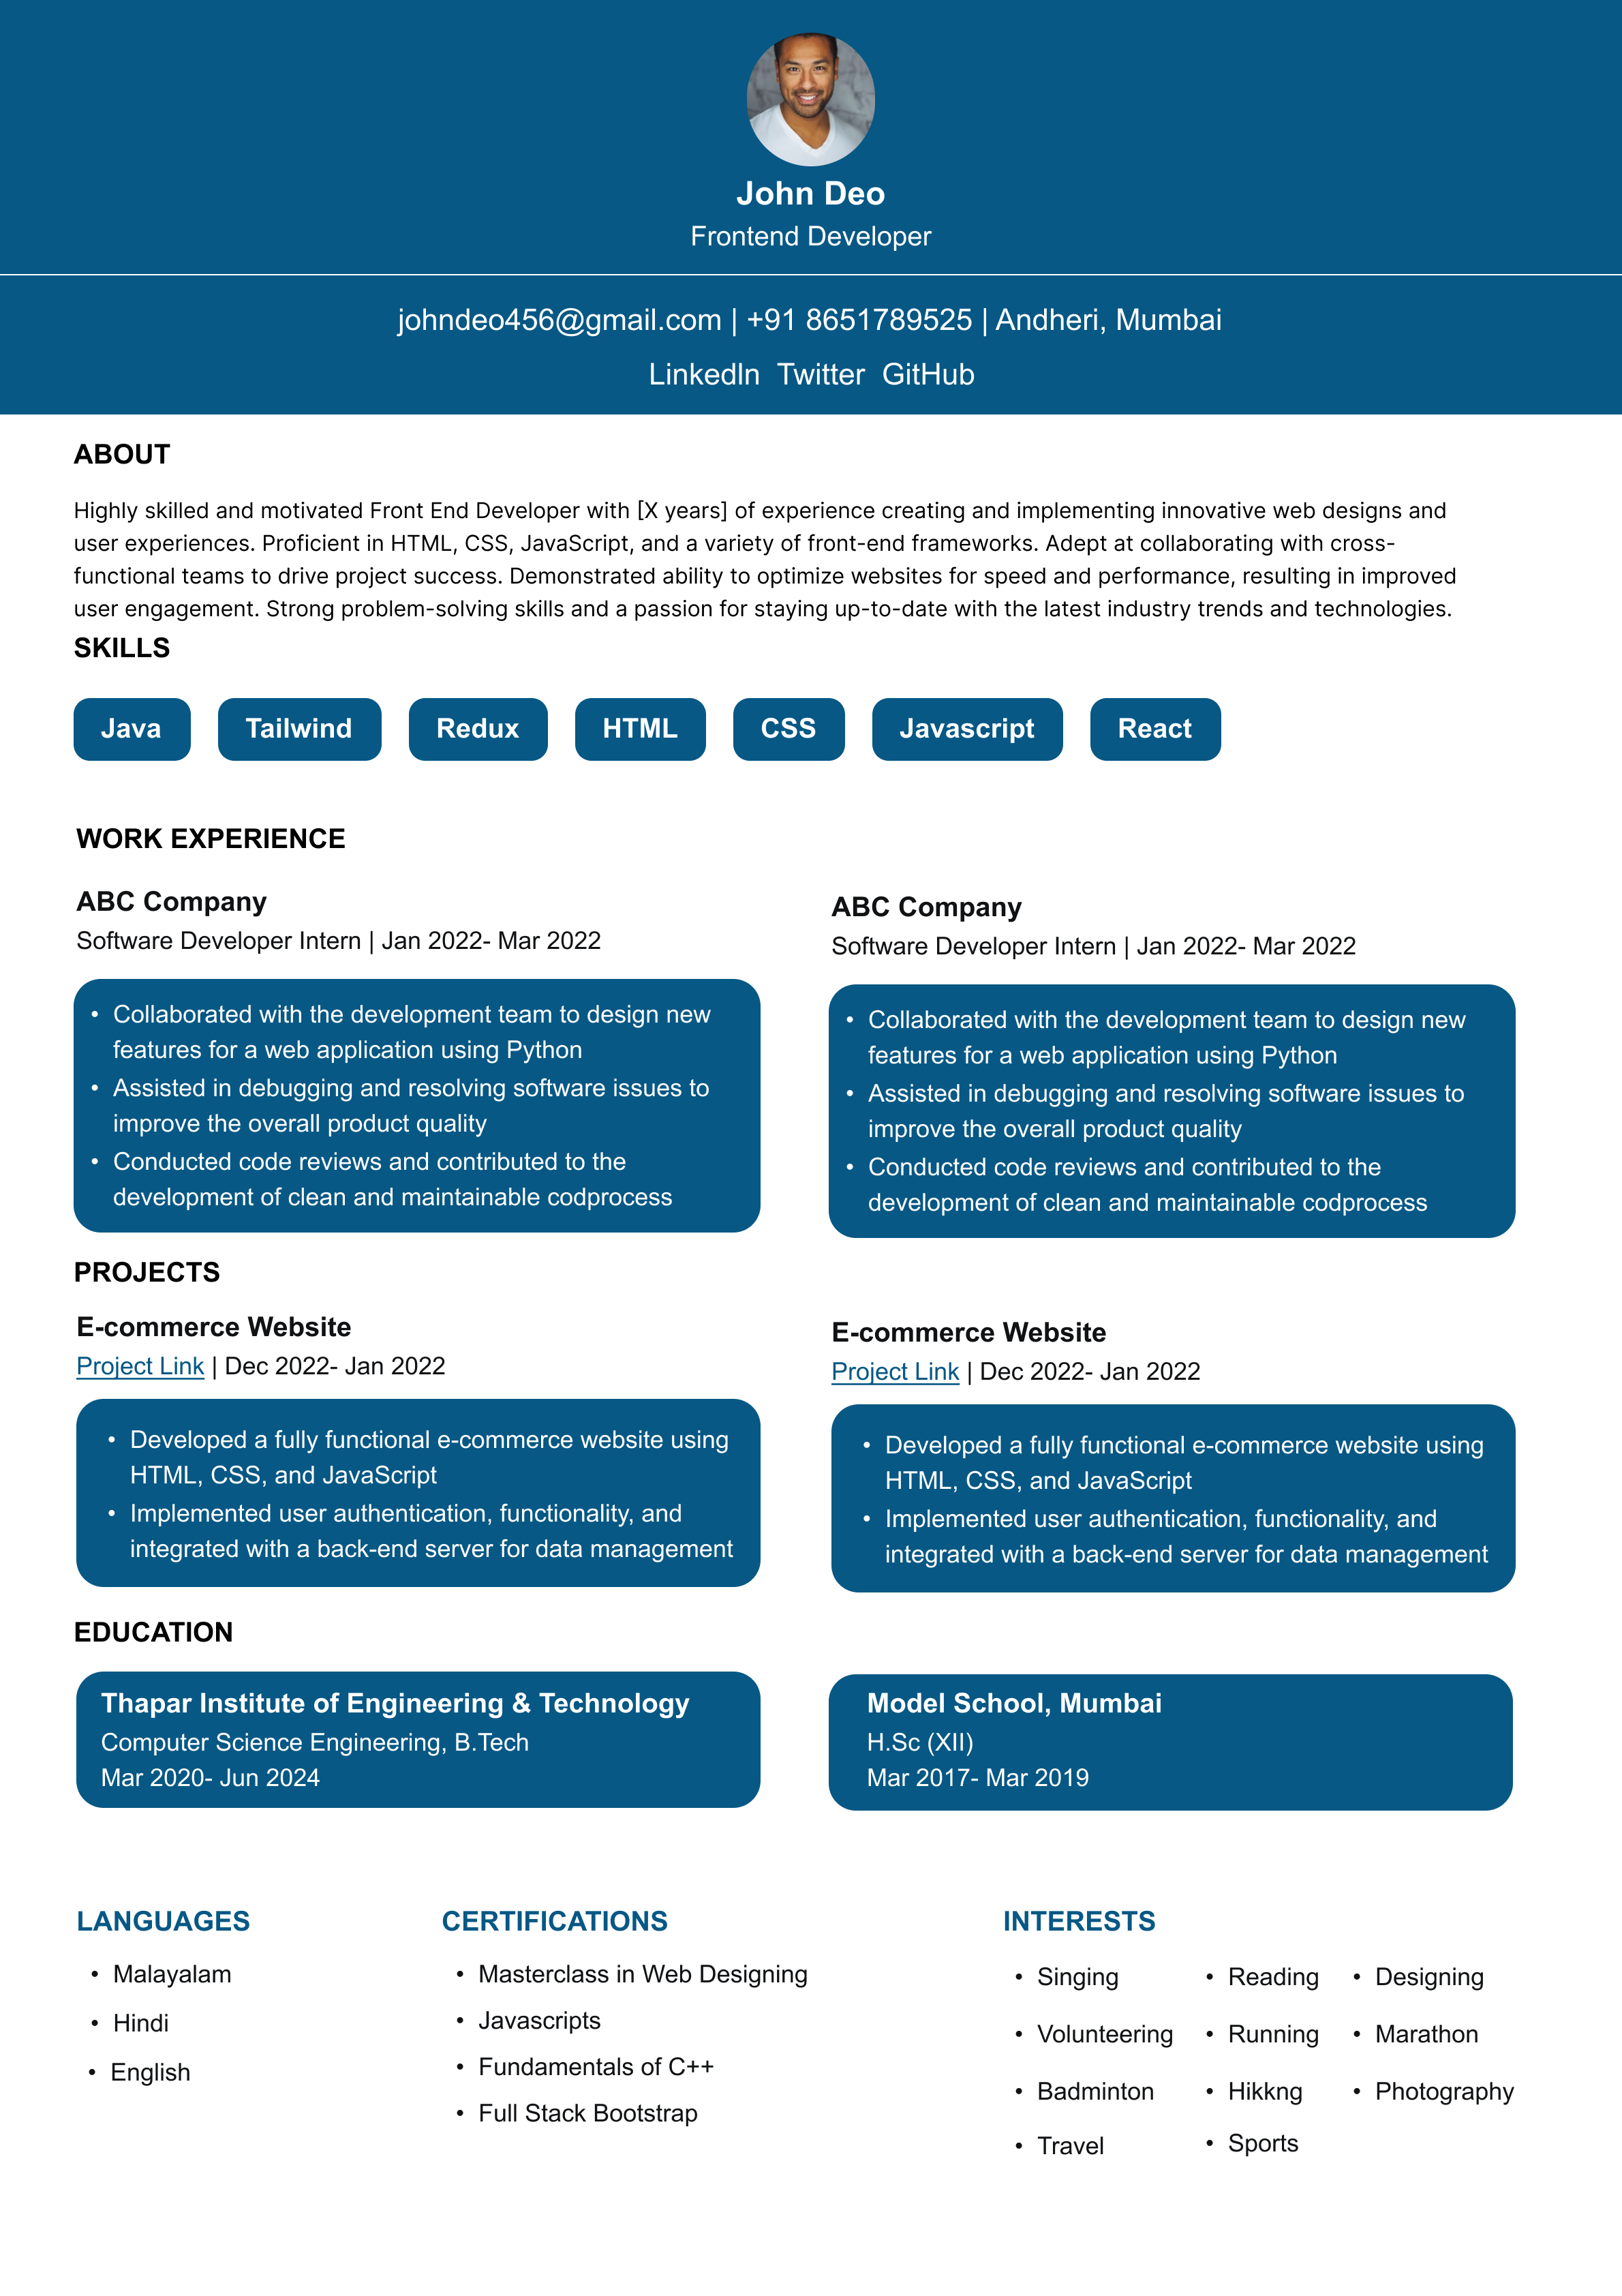 John Deo
Frontend Developer
johndeo456@gmail.com | +91 8651789525 | Andheri, Mumbai
LinkedIn Twitter GitHub
ABOUT
Highly skilled and motivated Front End Developer with [X years] of experience creating and implementing innovative web designs and
user experiences. Proficient in HTML, CSS, JavaScript, and a variety of front-end frameworks. Adept at collaborating with cross-
functional teams to drive project success. Demonstrated ability to optimize websites for speed and performance, resulting in improved
user engagement. Strong problem-solving skills and a passion for staying up-to-date with the latest industry trends and technologies.
SKILLS
Java Tailwind Redux HTML CSS Javascript React
WORK EXPERIENCE
ABC Company
Software Developer Intern | Jan 2022- Mar 2022
• Collaborated with the development team to design new
features for a web application using Python
• Assisted in debugging and resolving software issues to
improve the overall product quality
• Conducted code reviews and contributed to the
development of clean and maintainable codprocess
ABC Company
Software Developer Intern | Jan 2022- Mar 2022
• Collaborated with the development team to design new
features for a web application using Python
• Assisted in debugging and resolving software issues to
improve the overall product quality
• Conducted code reviews and contributed to the
development of clean and maintainable codprocess
PROJECTS
E-commerce Website
Project Link | Dec 2022- Jan 2022
• Developed a fully functional e-commerce website using
HTML, CSS, and JavaScript
• Implemented user authentication, functionality, and
integrated with a back-end server for data management
E-commerce Website
Project Link | Dec 2022- Jan 2022
• Developed a fully functional e-commerce website using
HTML, CSS, and JavaScript
• Implemented user authentication, functionality, and
integrated with a back-end server for data management
EDUCATION
Thapar Institute of Engineering & Technology
Computer Science Engineering, B.Tech
Mar 2020- Jun 2024
Model School, Mumbai
H.Sc (XII)
Mar 2017- Mar 2019
LANGUAGES
• Malayalam
• Hindi
• English
CERTIFICATIONS
• Masterclass in Web Designing
• Javascripts
• Fundamentals of C++
• Full Stack Bootstrap
INTERESTS
• Singing • Reading • Designing
• Volunteering • Running • Marathon
• Badminton • Hikkng • Photography
• Travel • Sports